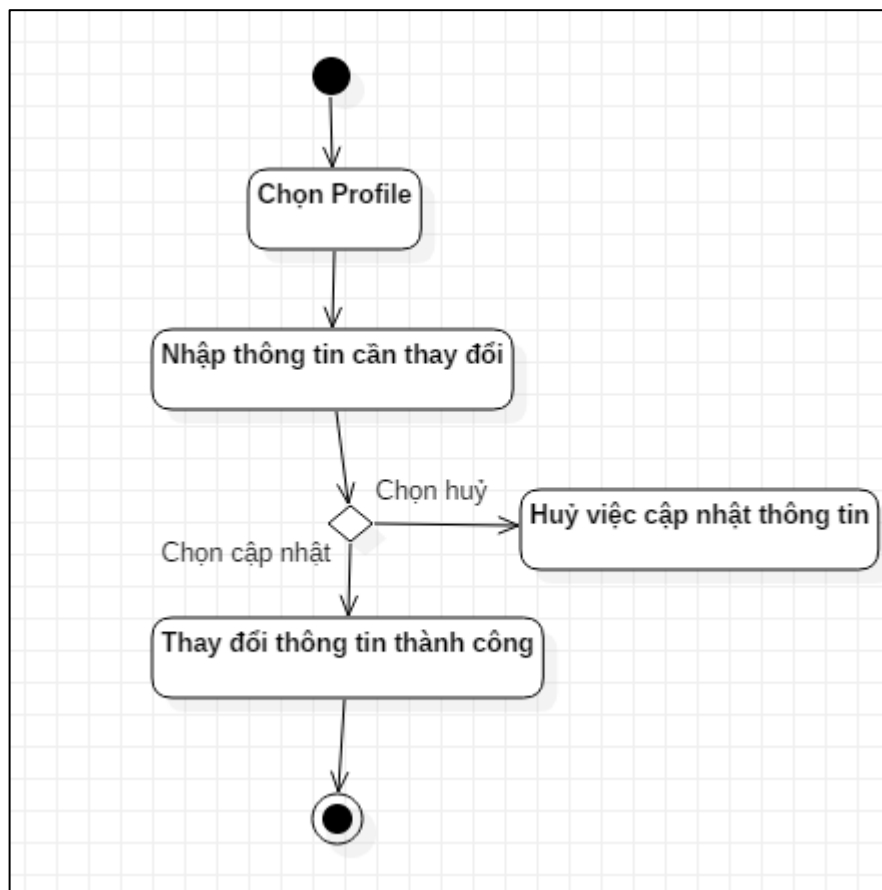 Chọn Profile
Nhập thông tin cần thay đổi
Chọn huỷ
Huỷ việc cập nhật thông tin
Chọn cập nhật
Thay đổi thông tin thành công